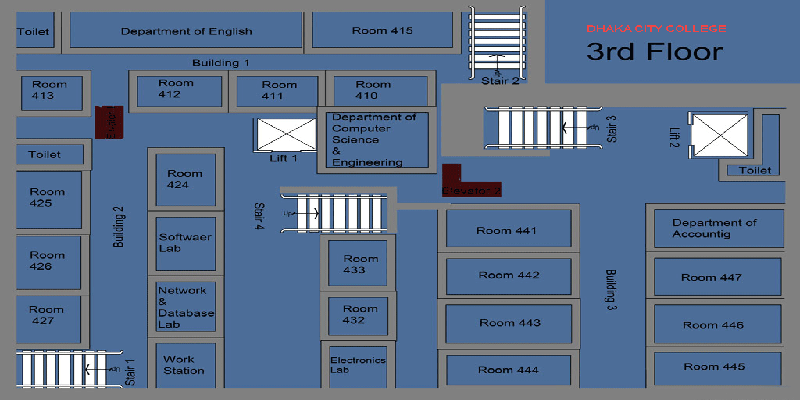 DHAKA CITY COLLEGE
3rd Floor
Toilet
Department of English
Room 415
Building 1
Stair 2
Room
413
Room
412
Room
411
Room
410
Department of
Computer
Science
&
Engineering
Lift 1
Stair 3
Lift 2
Toilet
Toilet
Elevator 2
Room
425
Room
424
Building 2
Stair 4
Softwaer
Lab
Room
426
Network
&
Database
Lab
Room
427
Work
Station
Stair 1
Room
433
Room
432
Electronics
Lab
Room 441
Room 442
Room 443
Room 444
Building 3
Department of
Accountig
Room 447
Room 446
Room 445